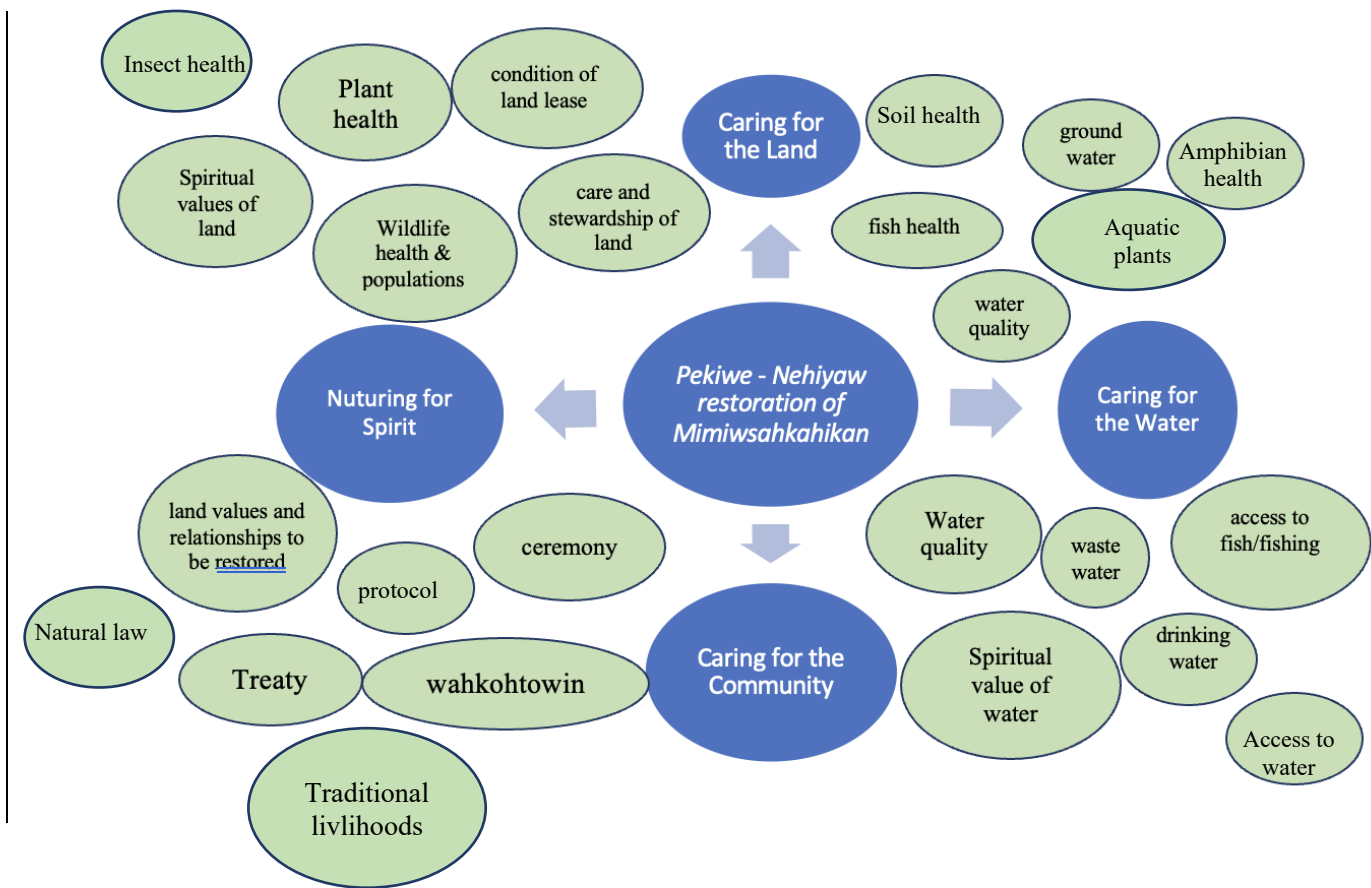 Insect health
Plant
health
condition of
land lease
Caring for
the Land
Soil health
ground
water
Amphibian
health
Spiritual
values of
land
Wildlife
health &
populations
care and
stewardship of
land
fish health
Aquatic
plants
water
quality
Nuturing for
Spirit
Pekiwe - Nehiyaw
restoration of
Mimiwsahkahikan
Caring for
the Water
land values and
relationships to
be restored
protocol
ceremony
Water
quality
waste
water
access to
fish/fishing
Natural law
Treaty
wahkohtowin
Caring for the
Community
Spiritual
value of
water
drinking
water
Access to
water
Traditional
livlihoods